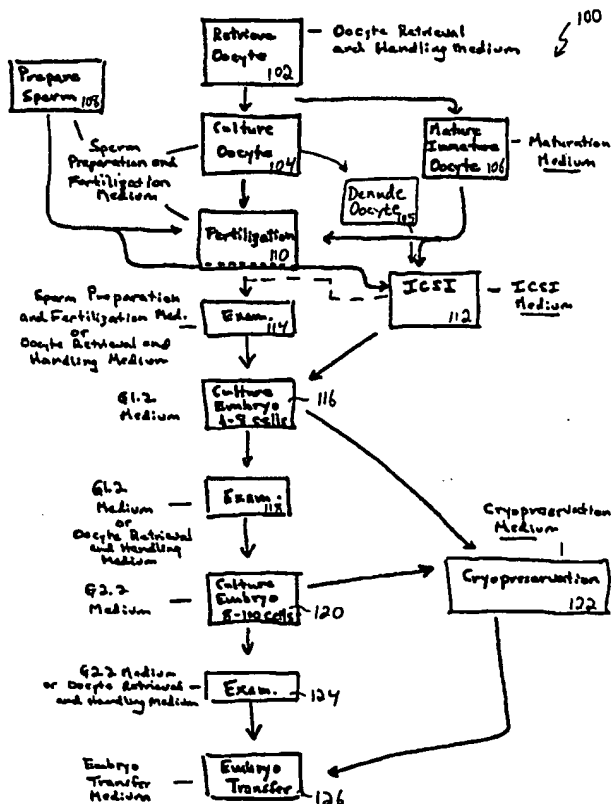 100
Retrieve
Oocyte
102
Oocyte Retrieval
and Handling Medium
Prepare
Sperm 108
Sperm
Preparation and
Fertilization
Medium
Culture
Oocyte
104
Mature
Immature
Oocyte 106
Maturation
Medium
Denude
Oocyte
105
Fertilization
110
ICSI
112
ICSI
Medium
Sperm Preparation
and Fertilization Med.
or
Oocyte Retrieval and
Handling Medium
Exam.
114
G1.2
Medium
Culture
Embryo
1-8 cells
116
G1.2
Medium
or
Oocyte Retrieval
and Handling
Medium
Exam.
118
Cryopreservation
Medium
Cryopreservation
122
G2.2
Medium
Culture
Embryo
8-100 cells
120
G2.2 Medium
or Oocyte Retrieval
and Handling Medium
Exam.
124
Embryo
Transfer
Medium
Embryo
Transfer
126